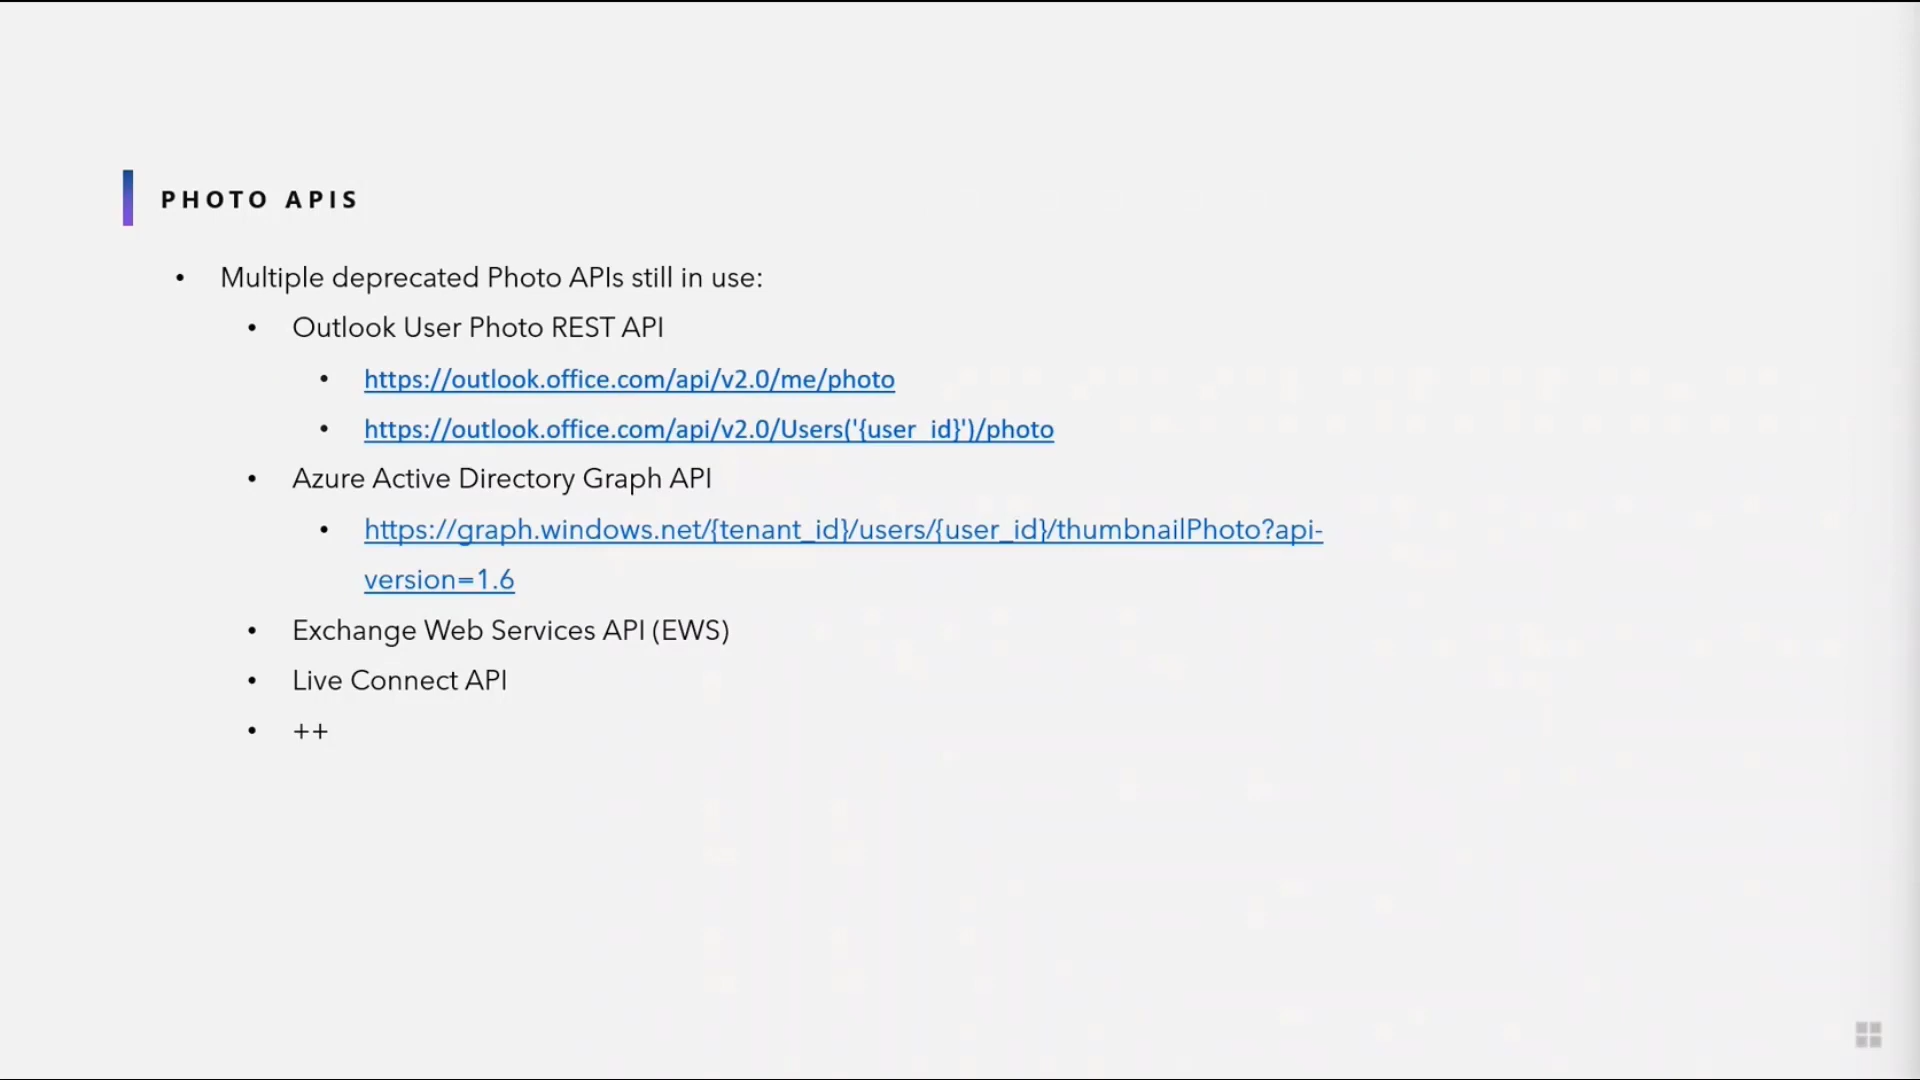 PHOTO APIS
• Multiple deprecated Photo APIs still in use:
• Outlook User Photo REST API
• https://outlook.office.com/api/v2.0/me/photo
• https://outlook.office.com/api/v2.0/Users('{user_id}')/photo
• Azure Active Directory Graph API
• https://graph.windows.net/{tenant_id}/users/{user_id}/thumbnailPhoto?api-
version=1.6
• Exchange Web Services API (EWS)
• Live Connect API
• ++